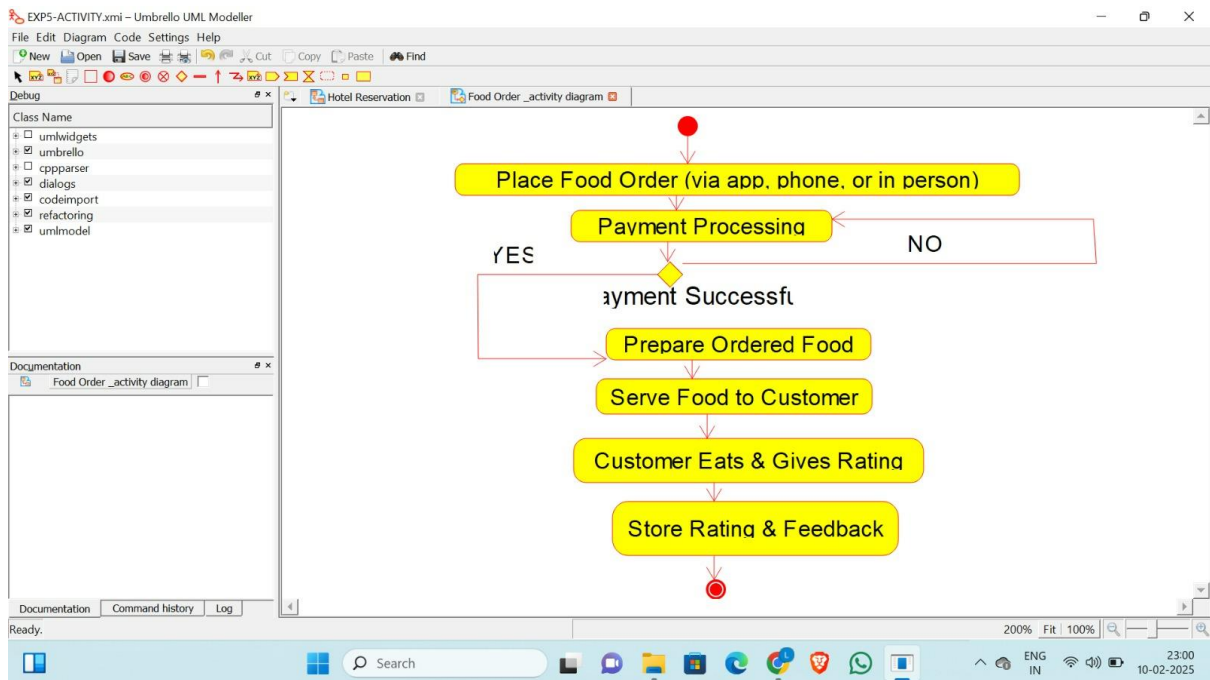 EXP5-ACTIVITY.xmi – Umbrello UML Modeller
File Edit Diagram Code Settings Help
New Open Save Cut Copy Paste Find
Debug
Hotel Reservation Food Order _activity diagram
Class Name
umlwidgets
umbrello
cppparser
dialogs
codeimport
refactoring
umlmodel
Place Food Order (via app, phone, or in person)
Payment Processing
YES
NO
ayment Successfu
Prepare Ordered Food
Documentation
Food Order _activity diagram
Serve Food to Customer
Customer Eats & Gives Rating
Store Rating & Feedback
Documentation Command history Log
Ready.
200% Fit 100%
Search
ENG
IN
23:00
10-02-2025